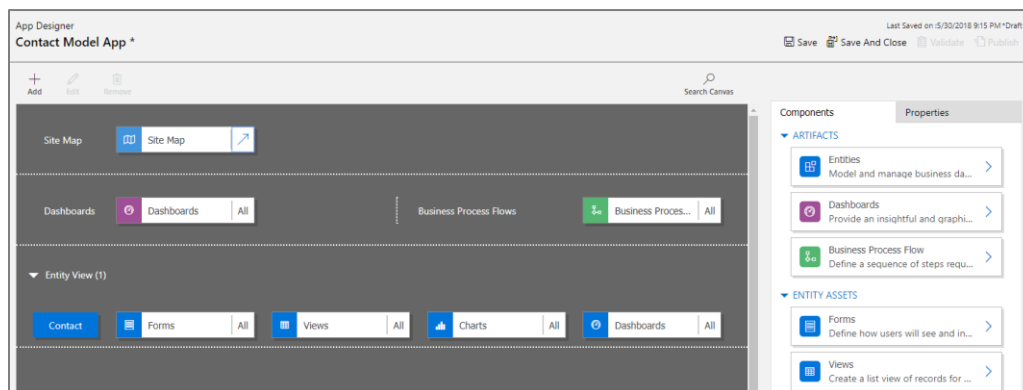 App Designer
Last Saved on :5/30/2018 9:15 PM *Draft
Contact Model App *
Save Save And Close Validate Publish
Add Edit Remove
Search Canvas
Components Properties
ARTIFACTS
Site Map Site Map
Entities
Model and manage business da...
Dashboards Dashboards All Business Process Flows Business Proces... All
Dashboards
Provide an insightful and graphi...
Business Process Flow
Define a sequence of steps requ...
Entity View (1)
ENTITY ASSETS
Contact Forms All Views All Charts All Dashboards All
Forms
Define how users will see and in...
Views
Create a list view of records for ...